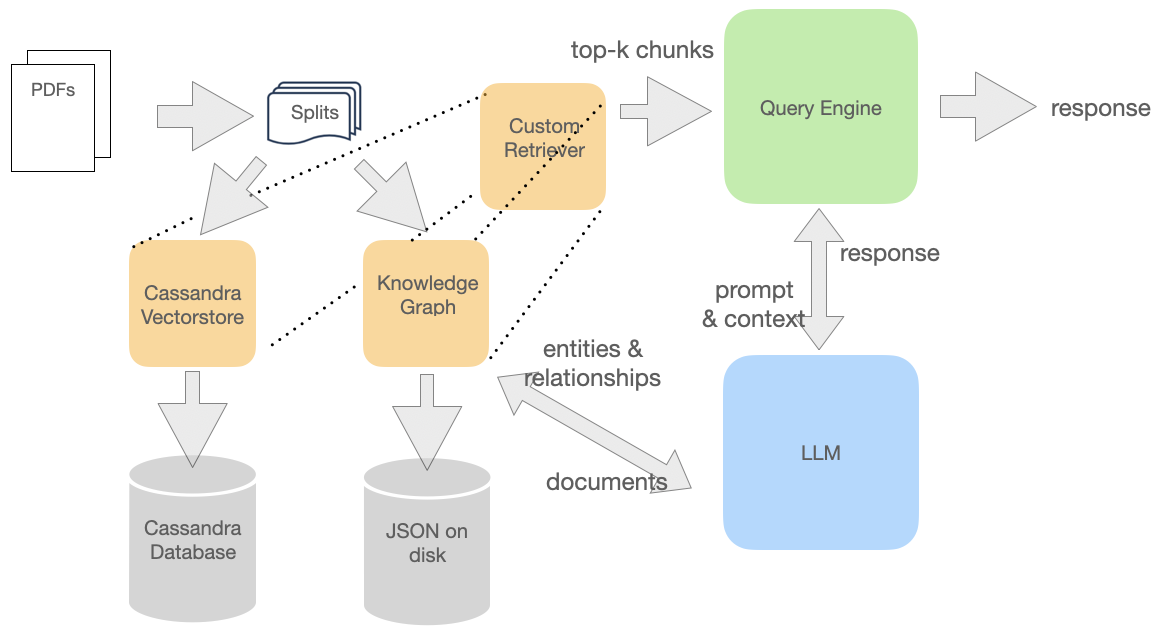 PDFs
Splits
Custom
Retriever
top-k chunks
Query Engine
response
Cassandra
Vectorstore
Knowledge
Graph
response
prompt
& context
entities &
relationships
documents
LLM
Cassandra
Database
JSON on
disk